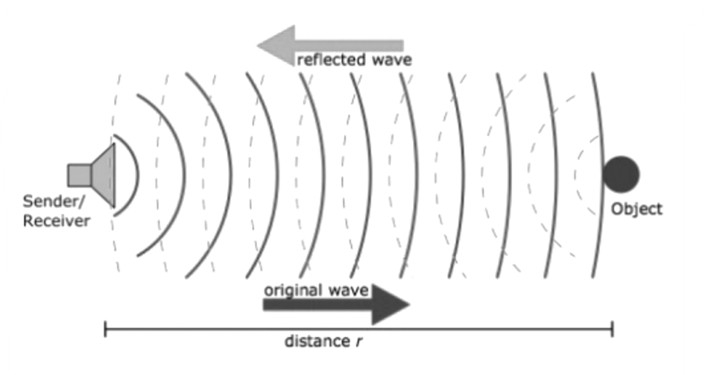 reflected wave
Sender/
Receiver
Object
original wave
distance r